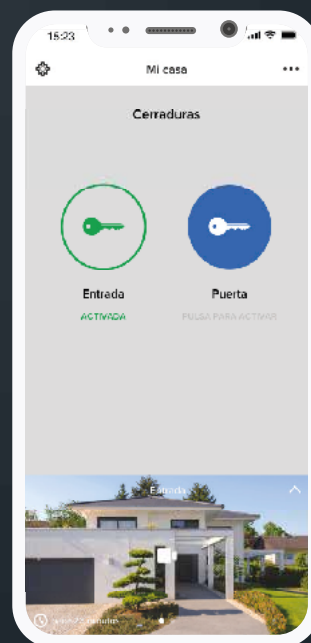 15:23
Mi casa
Cerraduras
Entrada
Puerta
ACTIVADA
PULSA PARA ACTIVAR
Entrada